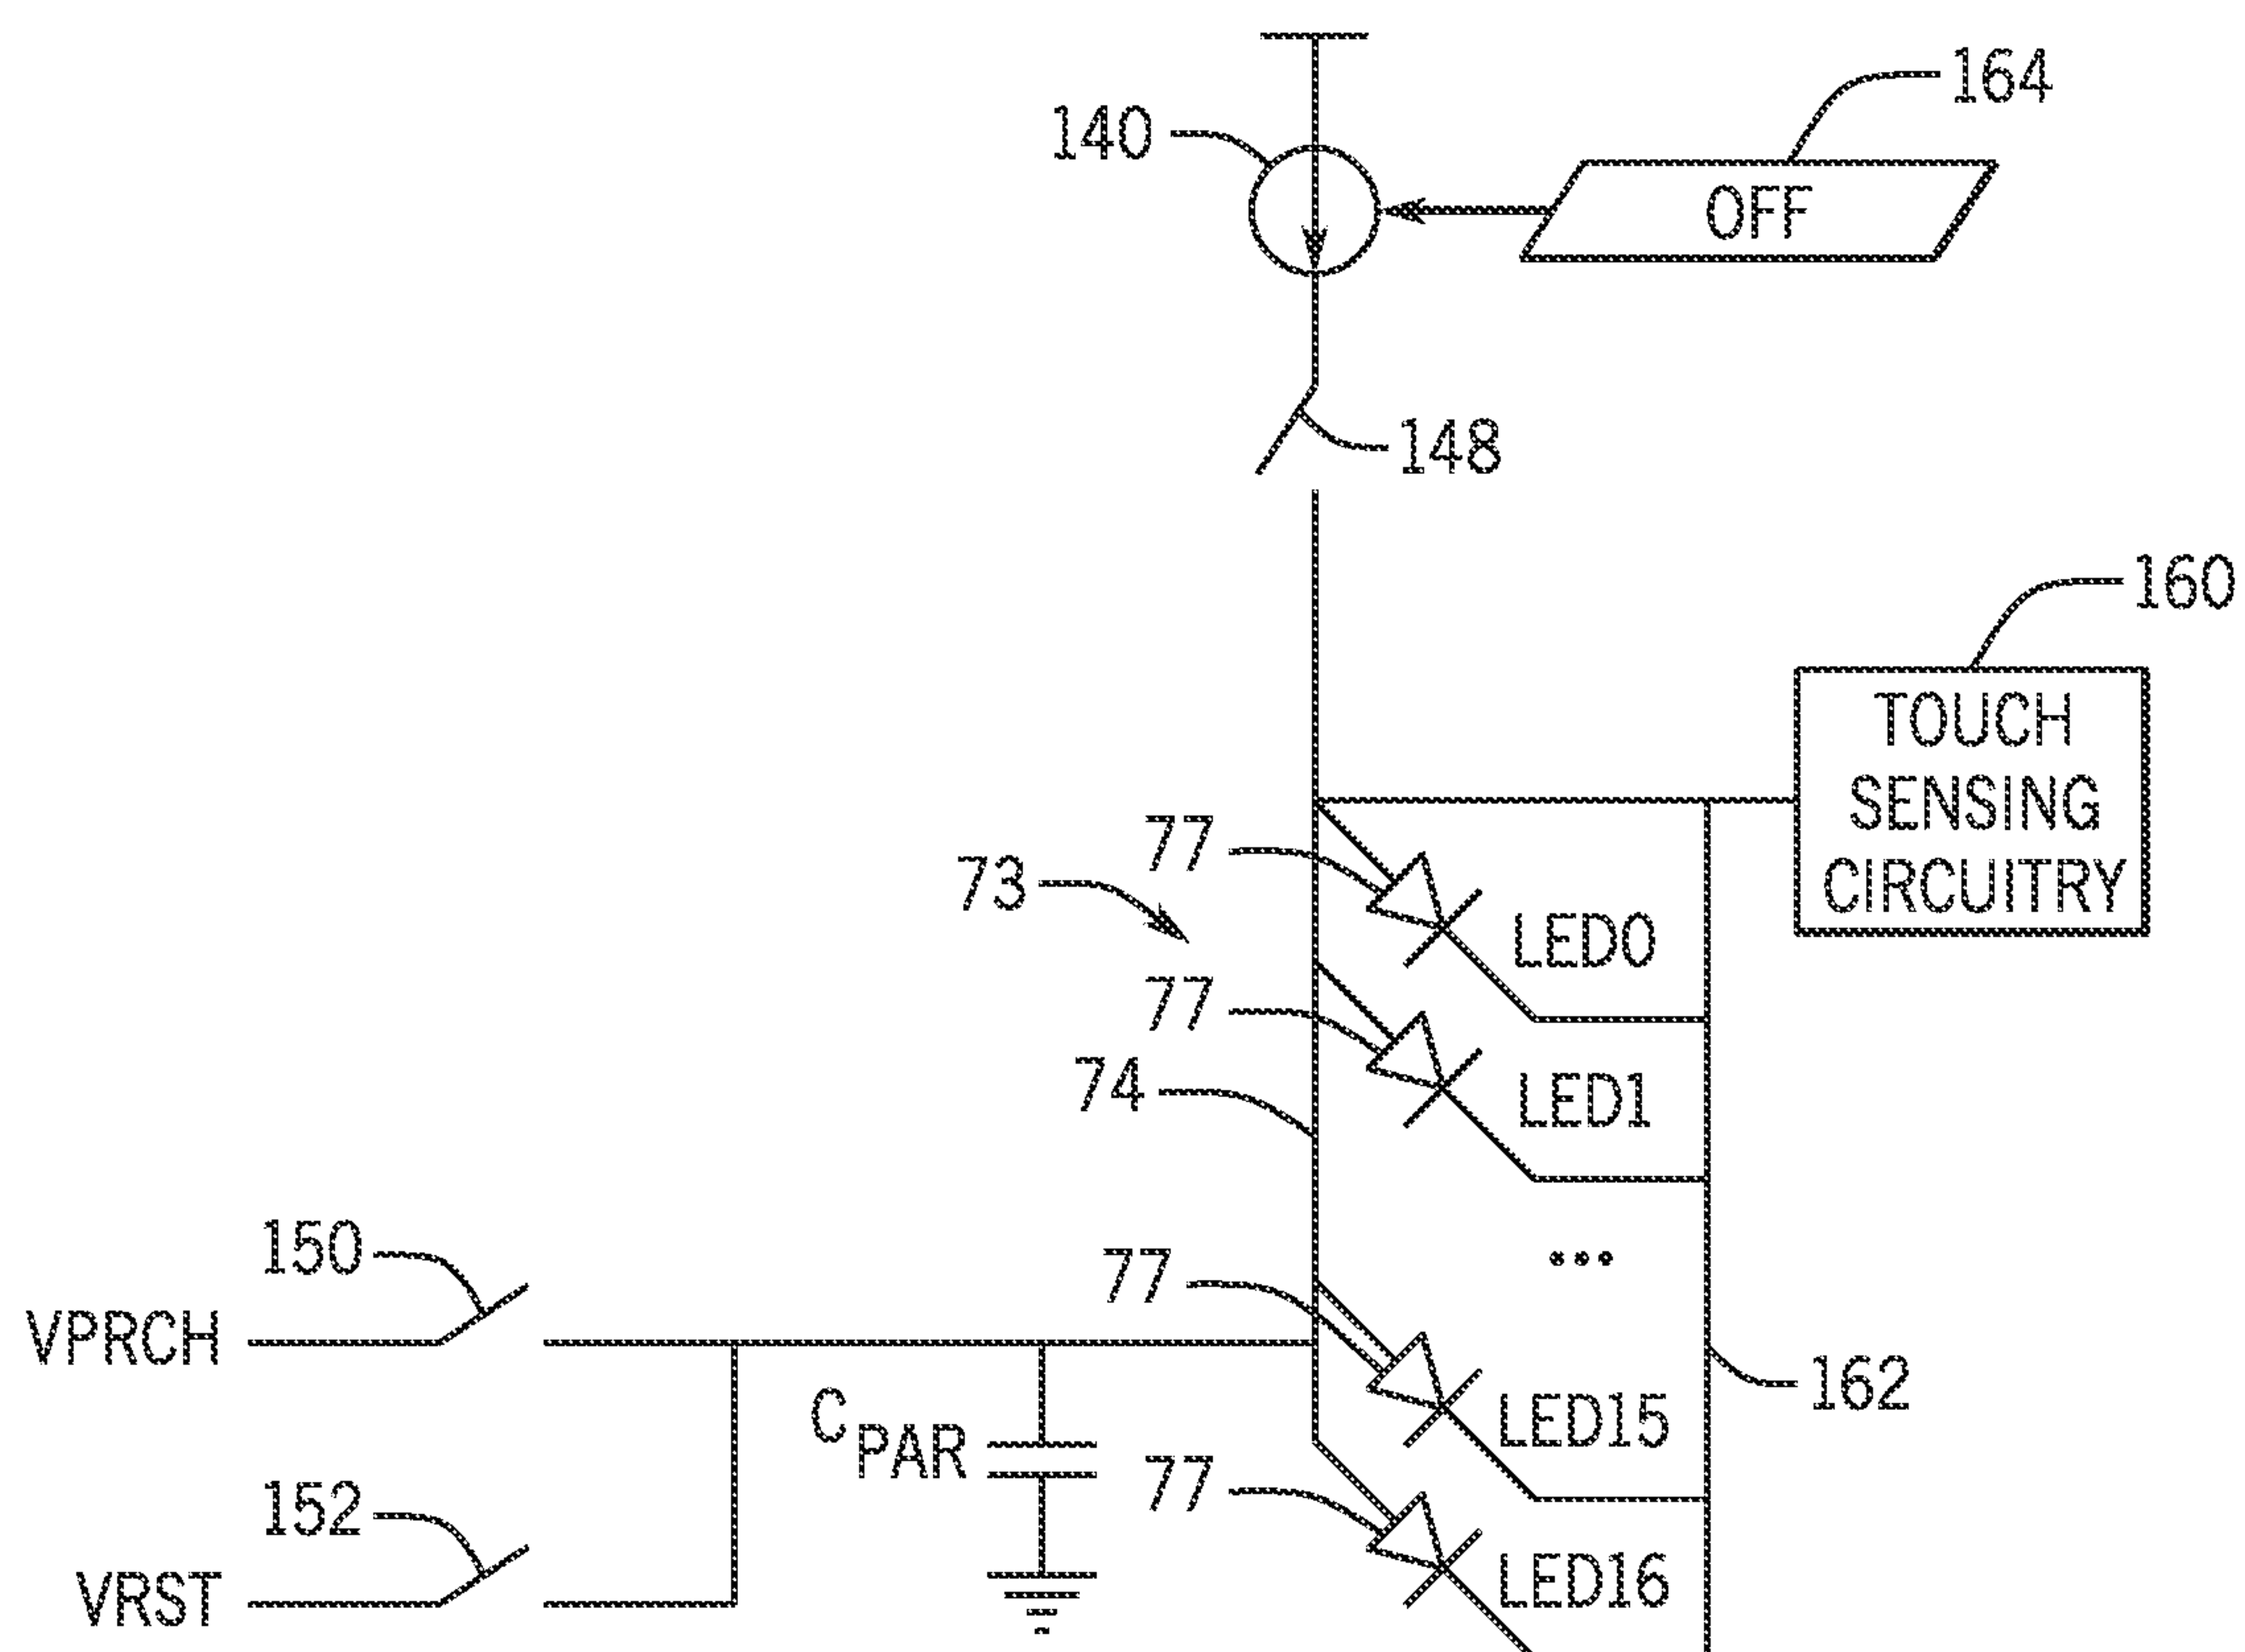 164
140
OFF
148
160
TOUCH
SENSING
CIRCUITRY
77
73
LED0
77
LED1
74
150
77
...
VPRCH
162
CPAR
LED15
77
152
LED16
VRST